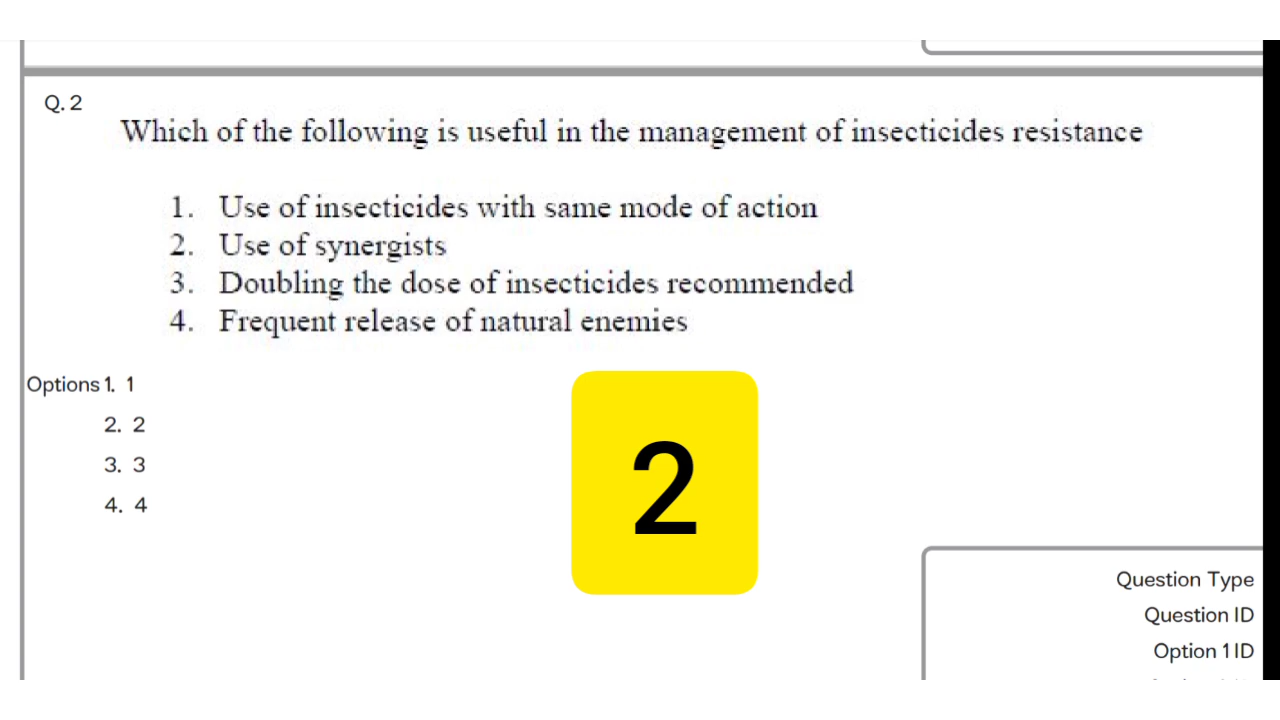 Q. 2
Which of the following is useful in the management of insecticides resistance
1. Use of insecticides with same mode of action
2. Use of synergists
3. Doubling the dose of insecticides recommended
4. Frequent release of natural enemies
Options 1. 1
2. 2
3. 3
4. 4
2
Question Type
Question ID
Option 1 ID